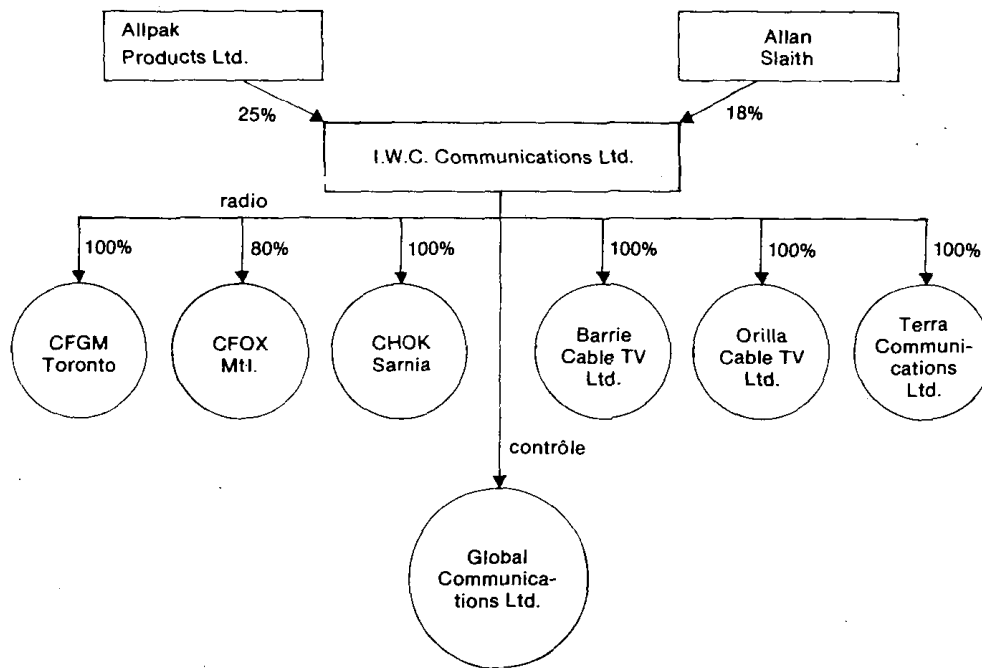 Allpak
Products Ltd.
Allan
Slaith
25%
18%
I.W.C. Communications Ltd.
radio
100%
80%
100%
100%
100%
100%
CFGM
Toronto
CFOX
Mtl.
CHOK
Sarnia
Barrie
Cable TV
Ltd.
Orilla
Cable TV
Ltd.
Terra
Communi-
cations
Ltd.
contrôle
Global
Communica-
tions Ltd.